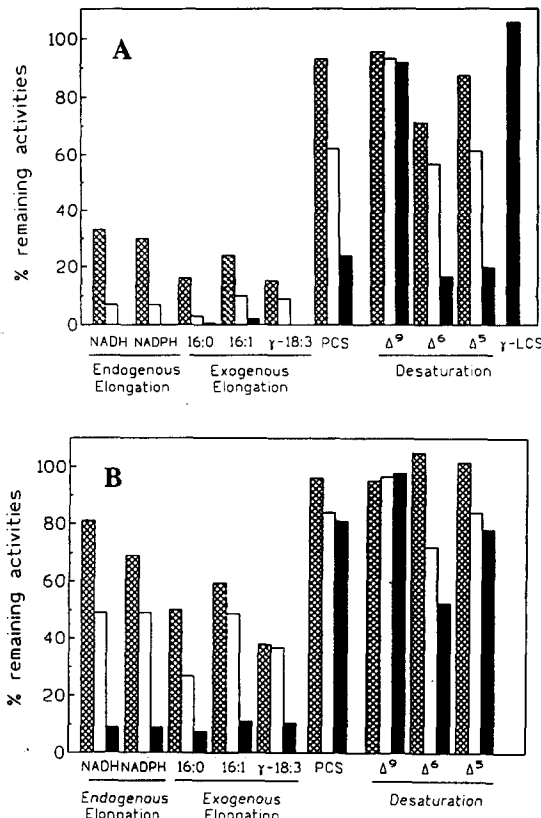 A
% remaining activities
100
80
60
40
20
0
NADH NADPH 16:0 16:1 γ-18:3 PCS Δ9 Δ6 Δ5 γ-LCS
Endogenous Elongation
Exogenous Elongation
Desaturation
B
% remaining activities
100
80
60
40
20
0
NADH NADPH 16:0 16:1 γ-18:3 PCS Δ9 Δ6 Δ5
Endogenous Elongation
Exogenous Elongation
Desaturation